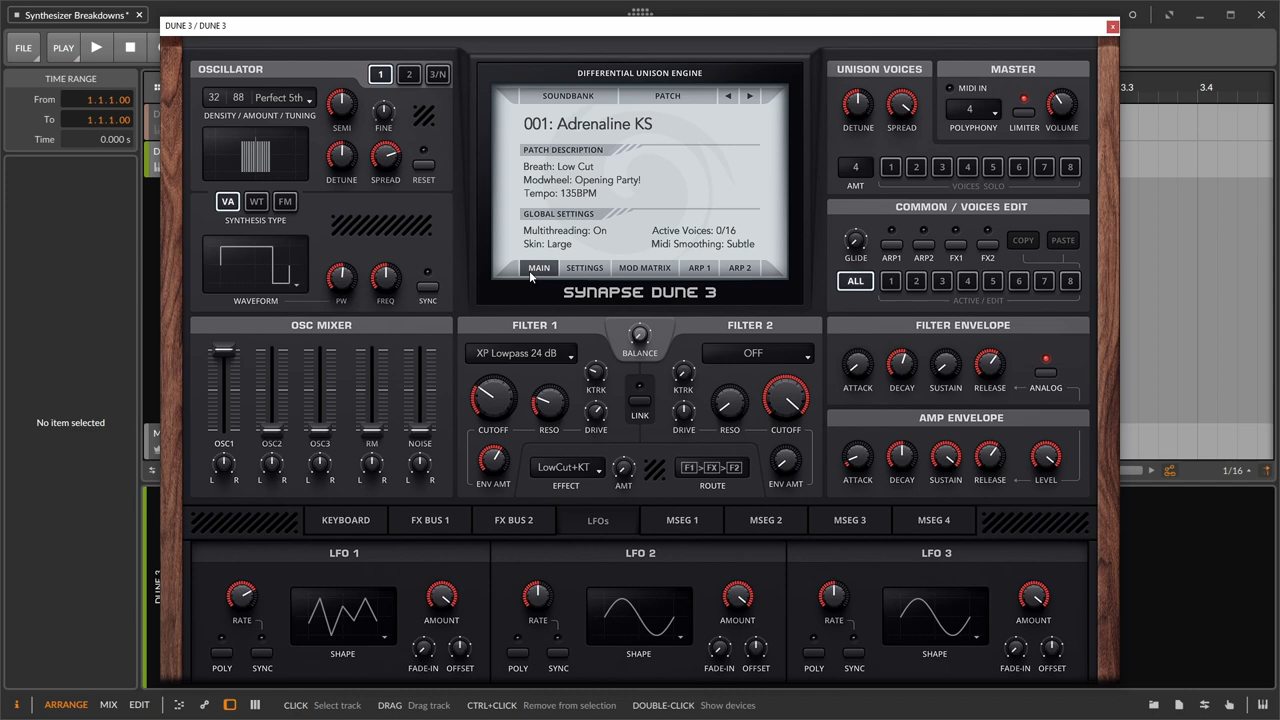 Synthesizer Breakdowns*
DUNE 3 / DUNE 3
FILE
PLAY
TIME RANGE
From 1.1.1.00
To 1.1.1.00
Time 0.000 s
No item selected
DUNE 3
3.3
3.4
1/16
OSCILLATOR
1 2 3/N
32 88 Perfect 5th
DENSITY / AMOUNT / TUNING
SEMI
FINE
DETUNE
SPREAD
RESET
VA WT FM
SYNTHESIS TYPE
WAVEFORM
PW
FREQ
SYNC
DIFFERENTIAL UNISON ENGINE
SOUNDBANK
PATCH
001: Adrenaline KS
PATCH DESCRIPTION
Breath: Low Cut
Modwheel: Opening Party!
Tempo: 135BPM
GLOBAL SETTINGS
Multithreading: On
Active Voices: 0/16
Skin: Large
Midi Smoothing: Subtle
MAIN
SETTINGS
MOD MATRIX
ARP 1
ARP 2
SYNAPSE DUNE 3
UNISON VOICES
DETUNE
SPREAD
MASTER
MIDI IN
4
POLYPHONY
LIMITER
VOLUME
4 1 2 3 4 5 6 7 8
AMT
VOICES SOLO
COMMON / VOICES EDIT
GLIDE
ARP1
ARP2
FX1
FX2
COPY
PASTE
ALL 1 2 3 4 5 6 7 8
ACTIVE / EDIT
OSC MIXER
OSC1
OSC2
OSC3
RM
NOISE
L R L R L R L R L R
FILTER 1
FILTER 2
BALANCE
XP Lowpass 24 dB
OFF
CUTOFF
RESO
KTRK
DRIVE
LINK
KTRK
DRIVE
RESO
CUTOFF
ENV AMT
LowCut+KT
EFFECT
AMT
F1 > FX > F2
ROUTE
ENV AMT
FILTER ENVELOPE
ATTACK
DECAY
SUSTAIN
RELEASE
ANALOG
AMP ENVELOPE
ATTACK
DECAY
SUSTAIN
RELEASE
LEVEL
KEYBOARD
FX BUS 1
FX BUS 2
LFOs
MSEG 1
MSEG 2
MSEG 3
MSEG 4
LFO 1
RATE
POLY
SYNC
SHAPE
AMOUNT
FADE-IN
OFFSET
LFO 2
RATE
POLY
SYNC
SHAPE
AMOUNT
FADE-IN
OFFSET
LFO 3
RATE
POLY
SYNC
SHAPE
AMOUNT
FADE-IN
OFFSET
ARRANGE
MIX
EDIT
CLICK Select track
DRAG Drag track
CTRL+CLICK Remove from selection
DOUBLE-CLICK Show devices